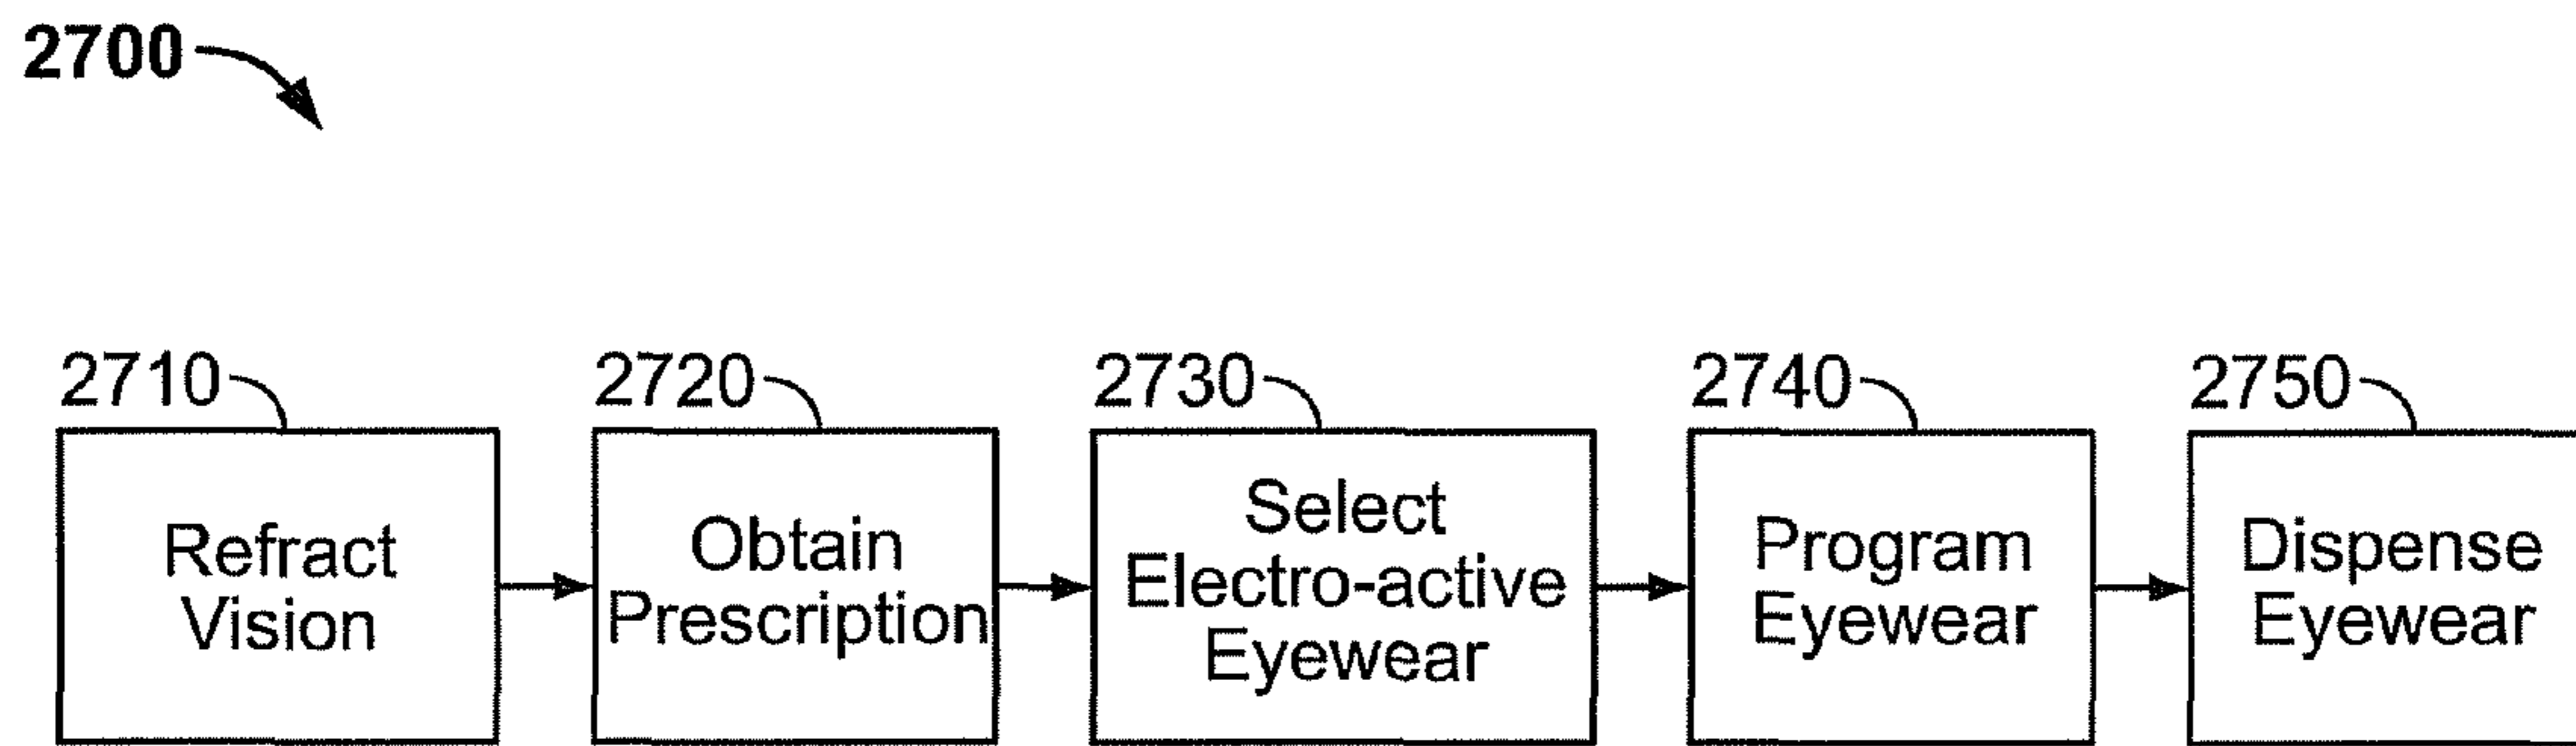 2700
2710
2720
2730
2740
2750
Refract
Vision
Obtain
Prescription
Select
Electro-active
Eyewear
Program
Eyewear
Dispense
Eyewear